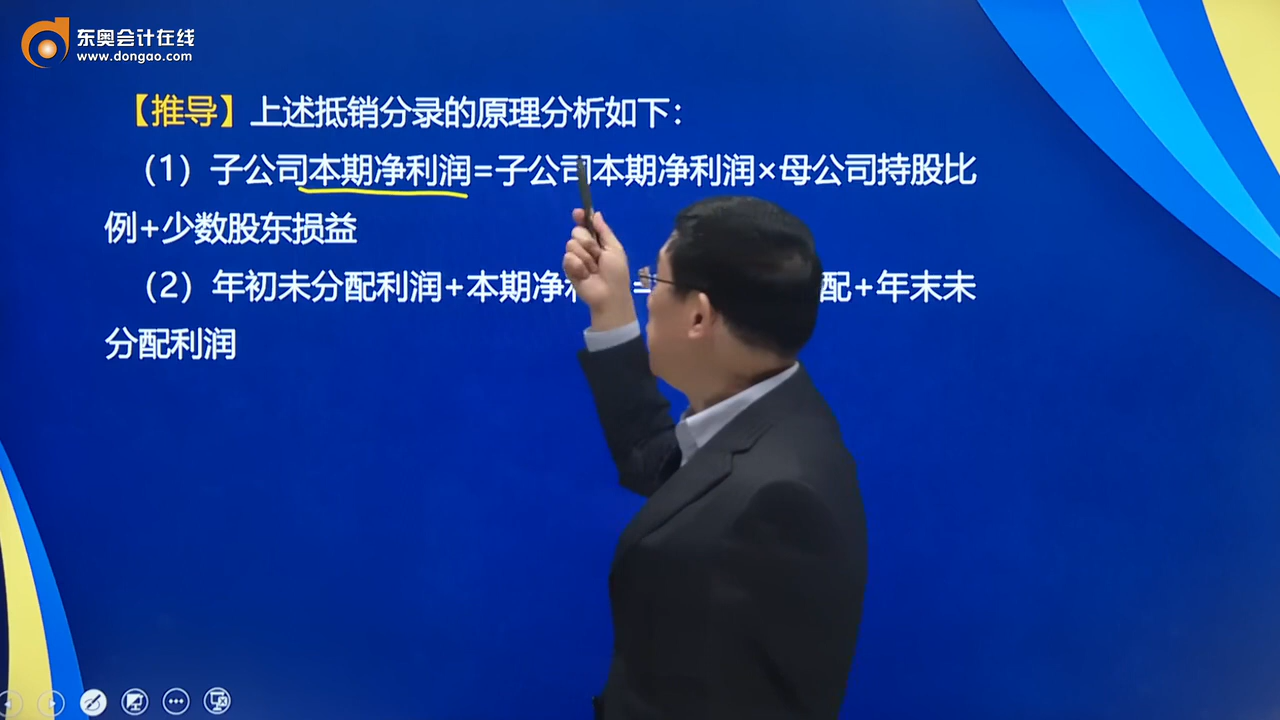 东奥会计在线
www.dongao.com
【推导】上述抵销分录的原理分析如下：
（1）子公司本期净利润=子公司本期净利润×母公司持股比
例+少数股东损益
（2）年初未分配利润+本期净 配+年末未
分配利润